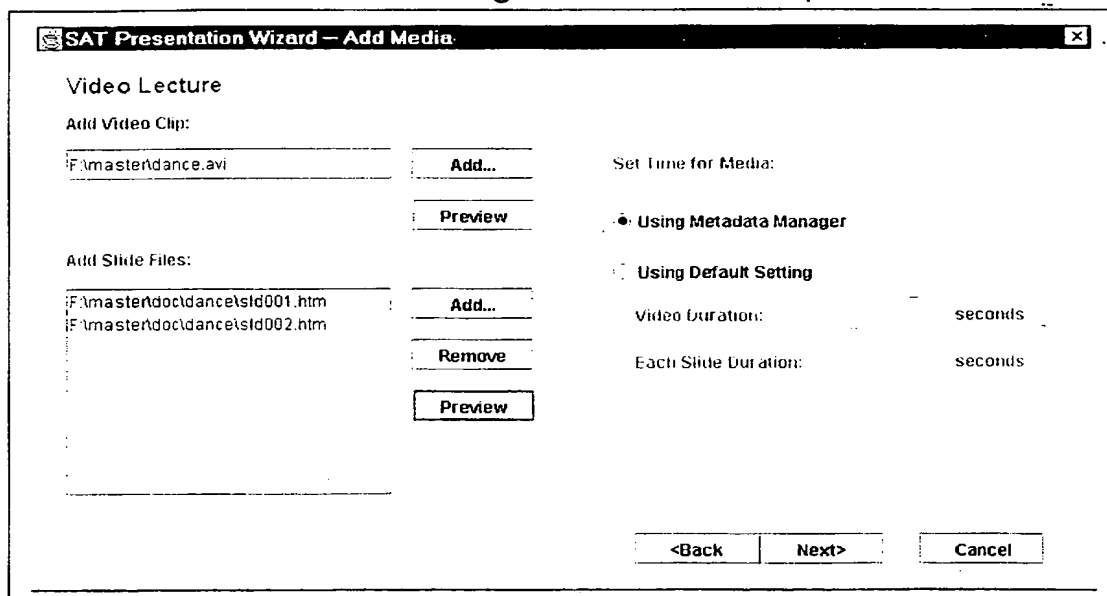 SAT Presentation Wizard – Add Media
Video Lecture
Add Video Clip:
F:\master\dance.avi
Add...
Preview
Add Slide Files:
F:\master\doc\dance\sld001.htm
F:\master\doc\dance\sld002.htm
Add...
Remove
Preview
Set Time for Media:
Using Metadata Manager
Using Default Setting
Video Duration: seconds
Each Slide Duration: seconds
<Back
Next>
Cancel